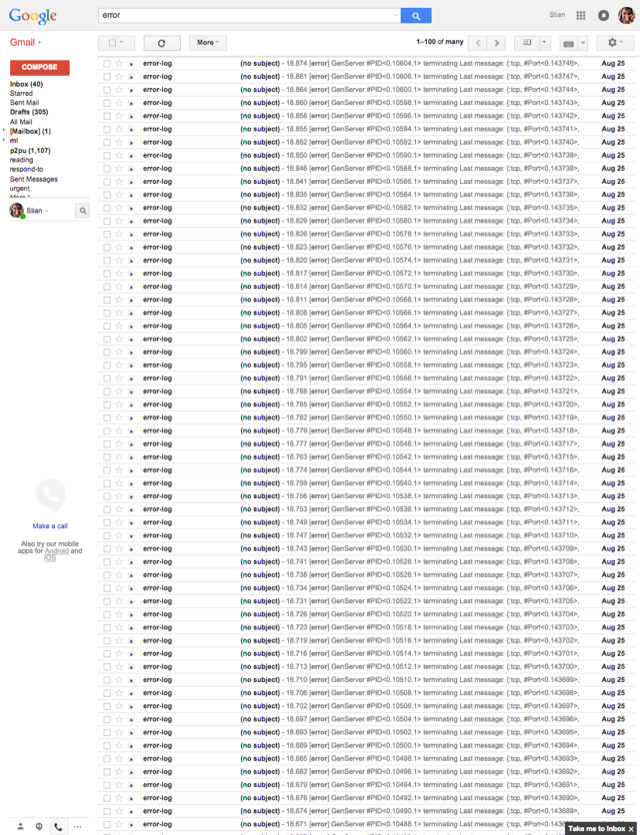 Google
error
Stian
Gmail
More
1–100 of many
COMPOSE
Inbox (40)
Starred
Sent Mail
Drafts (305)
All Mail
[Mailbox] (1)
ml
p2pu (1,107)
reading
respond-to
Sent Messages
urgent
Stian
Make a call
Also try our mobile
apps for Android and
iOS
error-log (no subject) - 18.874 [error] GenServer #PID<0.10604.1> terminating Last message: {:tcp, #Port<0.143746>, Aug 25
error-log (no subject) - 18.881 [error] GenServer #PID<0.10606.1> terminating Last message: {:tcp, #Port<0.143747>, Aug 25
error-log (no subject) - 18.864 [error] GenServer #PID<0.10600.1> terminating Last message: {:tcp, #Port<0.143744>, Aug 25
error-log (no subject) - 18.860 [error] GenServer #PID<0.10598.1> terminating Last message: {:tcp, #Port<0.143743>, Aug 25
error-log (no subject) - 18.858 [error] GenServer #PID<0.10596.1> terminating Last message: {:tcp, #Port<0.143742>, Aug 25
error-log (no subject) - 18.855 [error] GenServer #PID<0.10594.1> terminating Last message: {:tcp, #Port<0.143741>, Aug 25
error-log (no subject) - 18.852 [error] GenServer #PID<0.10592.1> terminating Last message: {:tcp, #Port<0.143740>, Aug 25
error-log (no subject) - 18.850 [error] GenServer #PID<0.10590.1> terminating Last message: {:tcp, #Port<0.143739>, Aug 25
error-log (no subject) - 18.846 [error] GenServer #PID<0.10588.1> terminating Last message: {:tcp, #Port<0.143738>, Aug 25
error-log (no subject) - 18.841 [error] GenServer #PID<0.10586.1> terminating Last message: {:tcp, #Port<0.143737>, Aug 25
error-log (no subject) - 18.835 [error] GenServer #PID<0.10584.1> terminating Last message: {:tcp, #Port<0.143736>, Aug 25
error-log (no subject) - 18.832 [error] GenServer #PID<0.10582.1> terminating Last message: {:tcp, #Port<0.143735>, Aug 25
error-log (no subject) - 18.829 [error] GenServer #PID<0.10580.1> terminating Last message: {:tcp, #Port<0.143734>, Aug 25
error-log (no subject) - 18.826 [error] GenServer #PID<0.10578.1> terminating Last message: {:tcp, #Port<0.143733>, Aug 25
error-log (no subject) - 18.823 [error] GenServer #PID<0.10576.1> terminating Last message: {:tcp, #Port<0.143732>, Aug 25
error-log (no subject) - 18.820 [error] GenServer #PID<0.10574.1> terminating Last message: {:tcp, #Port<0.143731>, Aug 25
error-log (no subject) - 18.817 [error] GenServer #PID<0.10572.1> terminating Last message: {:tcp, #Port<0.143730>, Aug 25
error-log (no subject) - 18.814 [error] GenServer #PID<0.10570.1> terminating Last message: {:tcp, #Port<0.143729>, Aug 25
error-log (no subject) - 18.811 [error] GenServer #PID<0.10568.1> terminating Last message: {:tcp, #Port<0.143728>, Aug 25
error-log (no subject) - 18.808 [error] GenServer #PID<0.10566.1> terminating Last message: {:tcp, #Port<0.143727>, Aug 25
error-log (no subject) - 18.805 [error] GenServer #PID<0.10564.1> terminating Last message: {:tcp, #Port<0.143726>, Aug 25
error-log (no subject) - 18.802 [error] GenServer #PID<0.10562.1> terminating Last message: {:tcp, #Port<0.143725>, Aug 25
error-log (no subject) - 18.799 [error] GenServer #PID<0.10560.1> terminating Last message: {:tcp, #Port<0.143724>, Aug 25
error-log (no subject) - 18.795 [error] GenServer #PID<0.10558.1> terminating Last message: {:tcp, #Port<0.143723>, Aug 25
error-log (no subject) - 18.791 [error] GenServer #PID<0.10556.1> terminating Last message: {:tcp, #Port<0.143722>, Aug 25
error-log (no subject) - 18.788 [error] GenServer #PID<0.10554.1> terminating Last message: {:tcp, #Port<0.143721>, Aug 25
error-log (no subject) - 18.785 [error] GenServer #PID<0.10552.1> terminating Last message: {:tcp, #Port<0.143720>, Aug 25
error-log (no subject) - 18.782 [error] GenServer #PID<0.10550.1> terminating Last message: {:tcp, #Port<0.143719>, Aug 25
error-log (no subject) - 18.779 [error] GenServer #PID<0.10548.1> terminating Last message: {:tcp, #Port<0.143718>, Aug 25
error-log (no subject) - 18.777 [error] GenServer #PID<0.10546.1> terminating Last message: {:tcp, #Port<0.143717>, Aug 25
error-log (no subject) - 18.763 [error] GenServer #PID<0.10542.1> terminating Last message: {:tcp, #Port<0.143715>, Aug 25
error-log (no subject) - 18.774 [error] GenServer #PID<0.10544.1> terminating Last message: {:tcp, #Port<0.143716>, Aug 25
error-log (no subject) - 18.759 [error] GenServer #PID<0.10540.1> terminating Last message: {:tcp, #Port<0.143714>, Aug 25
error-log (no subject) - 18.756 [error] GenServer #PID<0.10538.1> terminating Last message: {:tcp, #Port<0.143713>, Aug 25
error-log (no subject) - 18.753 [error] GenServer #PID<0.10536.1> terminating Last message: {:tcp, #Port<0.143712>, Aug 25
error-log (no subject) - 18.749 [error] GenServer #PID<0.10534.1> terminating Last message: {:tcp, #Port<0.143711>, Aug 25
error-log (no subject) - 18.747 [error] GenServer #PID<0.10532.1> terminating Last message: {:tcp, #Port<0.143710>, Aug 25
error-log (no subject) - 18.743 [error] GenServer #PID<0.10530.1> terminating Last message: {:tcp, #Port<0.143709>, Aug 25
error-log (no subject) - 18.741 [error] GenServer #PID<0.10528.1> terminating Last message: {:tcp, #Port<0.143708>, Aug 25
error-log (no subject) - 18.738 [error] GenServer #PID<0.10526.1> terminating Last message: {:tcp, #Port<0.143707>, Aug 25
error-log (no subject) - 18.734 [error] GenServer #PID<0.10524.1> terminating Last message: {:tcp, #Port<0.143706>, Aug 25
error-log (no subject) - 18.731 [error] GenServer #PID<0.10522.1> terminating Last message: {:tcp, #Port<0.143705>, Aug 25
error-log (no subject) - 18.726 [error] GenServer #PID<0.10520.1> terminating Last message: {:tcp, #Port<0.143704>, Aug 25
error-log (no subject) - 18.723 [error] GenServer #PID<0.10518.1> terminating Last message: {:tcp, #Port<0.143703>, Aug 25
error-log (no subject) - 18.719 [error] GenServer #PID<0.10516.1> terminating Last message: {:tcp, #Port<0.143702>, Aug 25
error-log (no subject) - 18.716 [error] GenServer #PID<0.10514.1> terminating Last message: {:tcp, #Port<0.143701>, Aug 25
error-log (no subject) - 18.713 [error] GenServer #PID<0.10512.1> terminating Last message: {:tcp, #Port<0.143700>, Aug 25
error-log (no subject) - 18.710 [error] GenServer #PID<0.10510.1> terminating Last message: {:tcp, #Port<0.143699>, Aug 25
error-log (no subject) - 18.706 [error] GenServer #PID<0.10508.1> terminating Last message: {:tcp, #Port<0.143698>, Aug 25
error-log (no subject) - 18.702 [error] GenServer #PID<0.10506.1> terminating Last message: {:tcp, #Port<0.143697>, Aug 25
error-log (no subject) - 18.697 [error] GenServer #PID<0.10504.1> terminating Last message: {:tcp, #Port<0.143696>, Aug 25
error-log (no subject) - 18.693 [error] GenServer #PID<0.10502.1> terminating Last message: {:tcp, #Port<0.143695>, Aug 25
error-log (no subject) - 18.689 [error] GenServer #PID<0.10500.1> terminating Last message: {:tcp, #Port<0.143694>, Aug 25
error-log (no subject) - 18.685 [error] GenServer #PID<0.10498.1> terminating Last message: {:tcp, #Port<0.143693>, Aug 25
error-log (no subject) - 18.682 [error] GenServer #PID<0.10496.1> terminating Last message: {:tcp, #Port<0.143692>, Aug 25
error-log (no subject) - 18.679 [error] GenServer #PID<0.10494.1> terminating Last message: {:tcp, #Port<0.143691>, Aug 25
error-log (no subject) - 18.676 [error] GenServer #PID<0.10492.1> terminating Last message: {:tcp, #Port<0.143690>, Aug 25
error-log (no subject) - 18.674 [error] GenServer #PID<0.10490.1> terminating Last message: {:tcp, #Port<0.143689>, Aug 25
error-log (no subject) - 18.671 [error] GenServer #PID<0.10488.1> terminating Last message: {:tcp, #Port<0.14368
Take me to Inbox